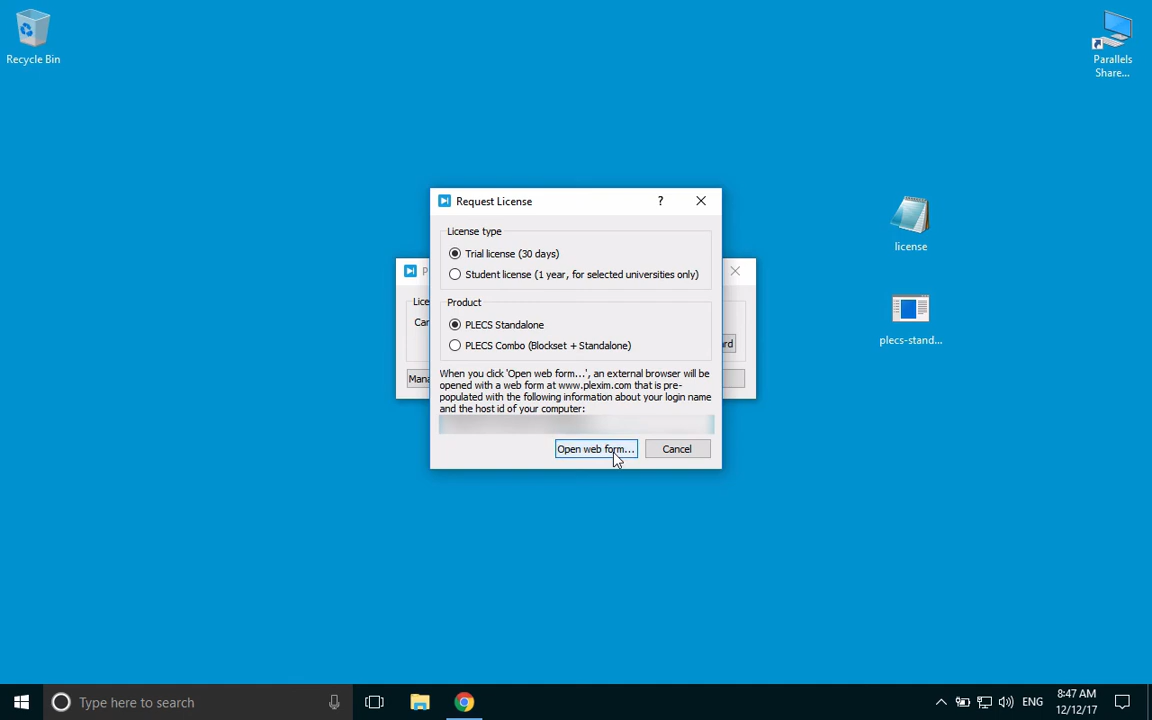 Recycle Bin
Parallels
Share...
license
plecs-stand...
Request License
?
License type
Trial license (30 days)
Student license (1 year, for selected universities only)
Product
PLECS Standalone
PLECS Combo (Blockset + Standalone)
When you click 'Open web form...', an external browser will be
opened with a web form at www.plexim.com that is pre-
populated with the following information about your login name
and the host id of your computer:
Open web form...
Cancel
P
Lice
Car
rd
Mana
Type here to search
ENG
8:47 AM
12/12/17